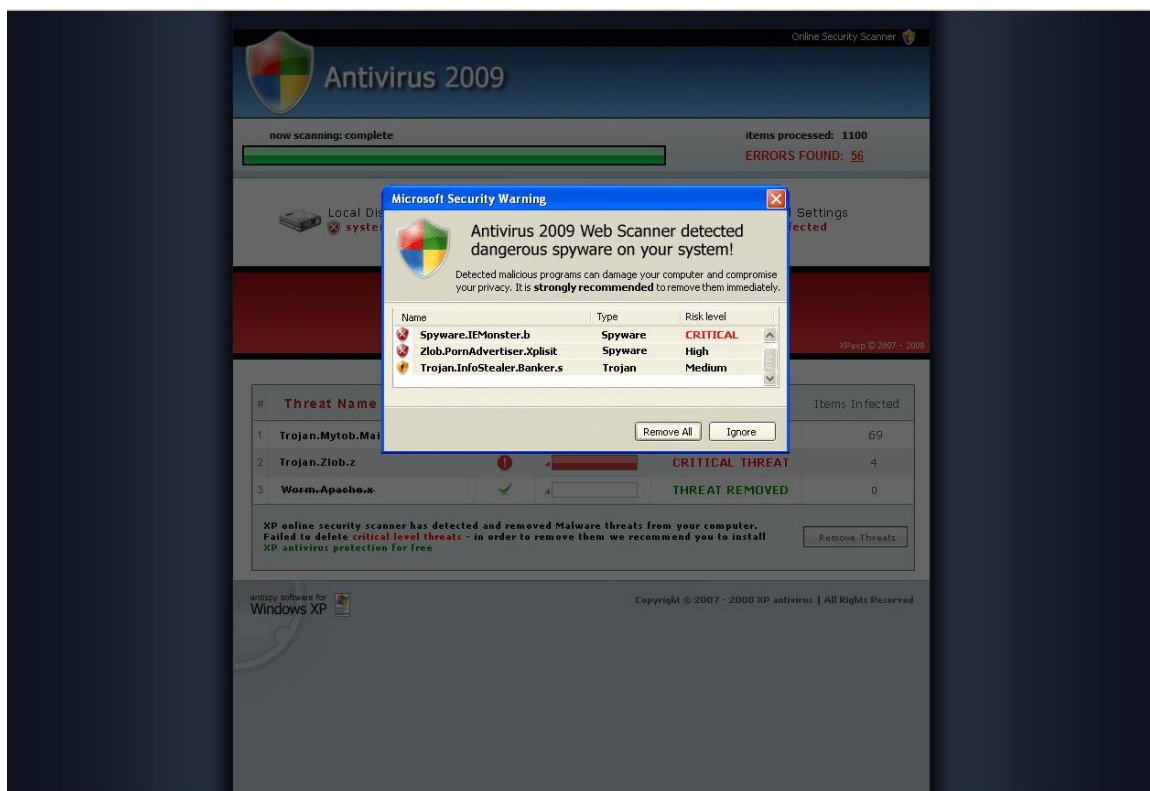 Online Security Scanner
Antivirus 2009
now scanning: complete
items processed: 1100
ERRORS FOUND: 56
Local
Settings
Microsoft Security Warning
Antivirus 2009 Web Scanner detected
dangerous spyware on your system!
Detected malicious programs can damage your computer and compromise
your privacy. It is strongly recommended to remove them immediately.
Name Type Risk level
Spyware.IEMonster.b Spyware CRITICAL
Zlob.PornAdvertiser.Xplisit Spyware High
Trojan.InfoStealer.Banker.s Trojan Medium
Remove All Ignore
XPavp © 2007 - 2008
# Threat Name Items Infected
1 69
2 Trojan.Zlob.z CRITICAL THREAT 4
3 Worm.Apache.x THREAT REMOVED 0
XP online security scanner has detected and removed Malware threats from your computer.
Failed to delete critical level threats - in order to remove them we recommend you to install
XP antivirus protection for free
Remove Threats
antispy software for
Windows XP
Copyright © 2007 - 2008 XP antivirus | All Rights Reserved